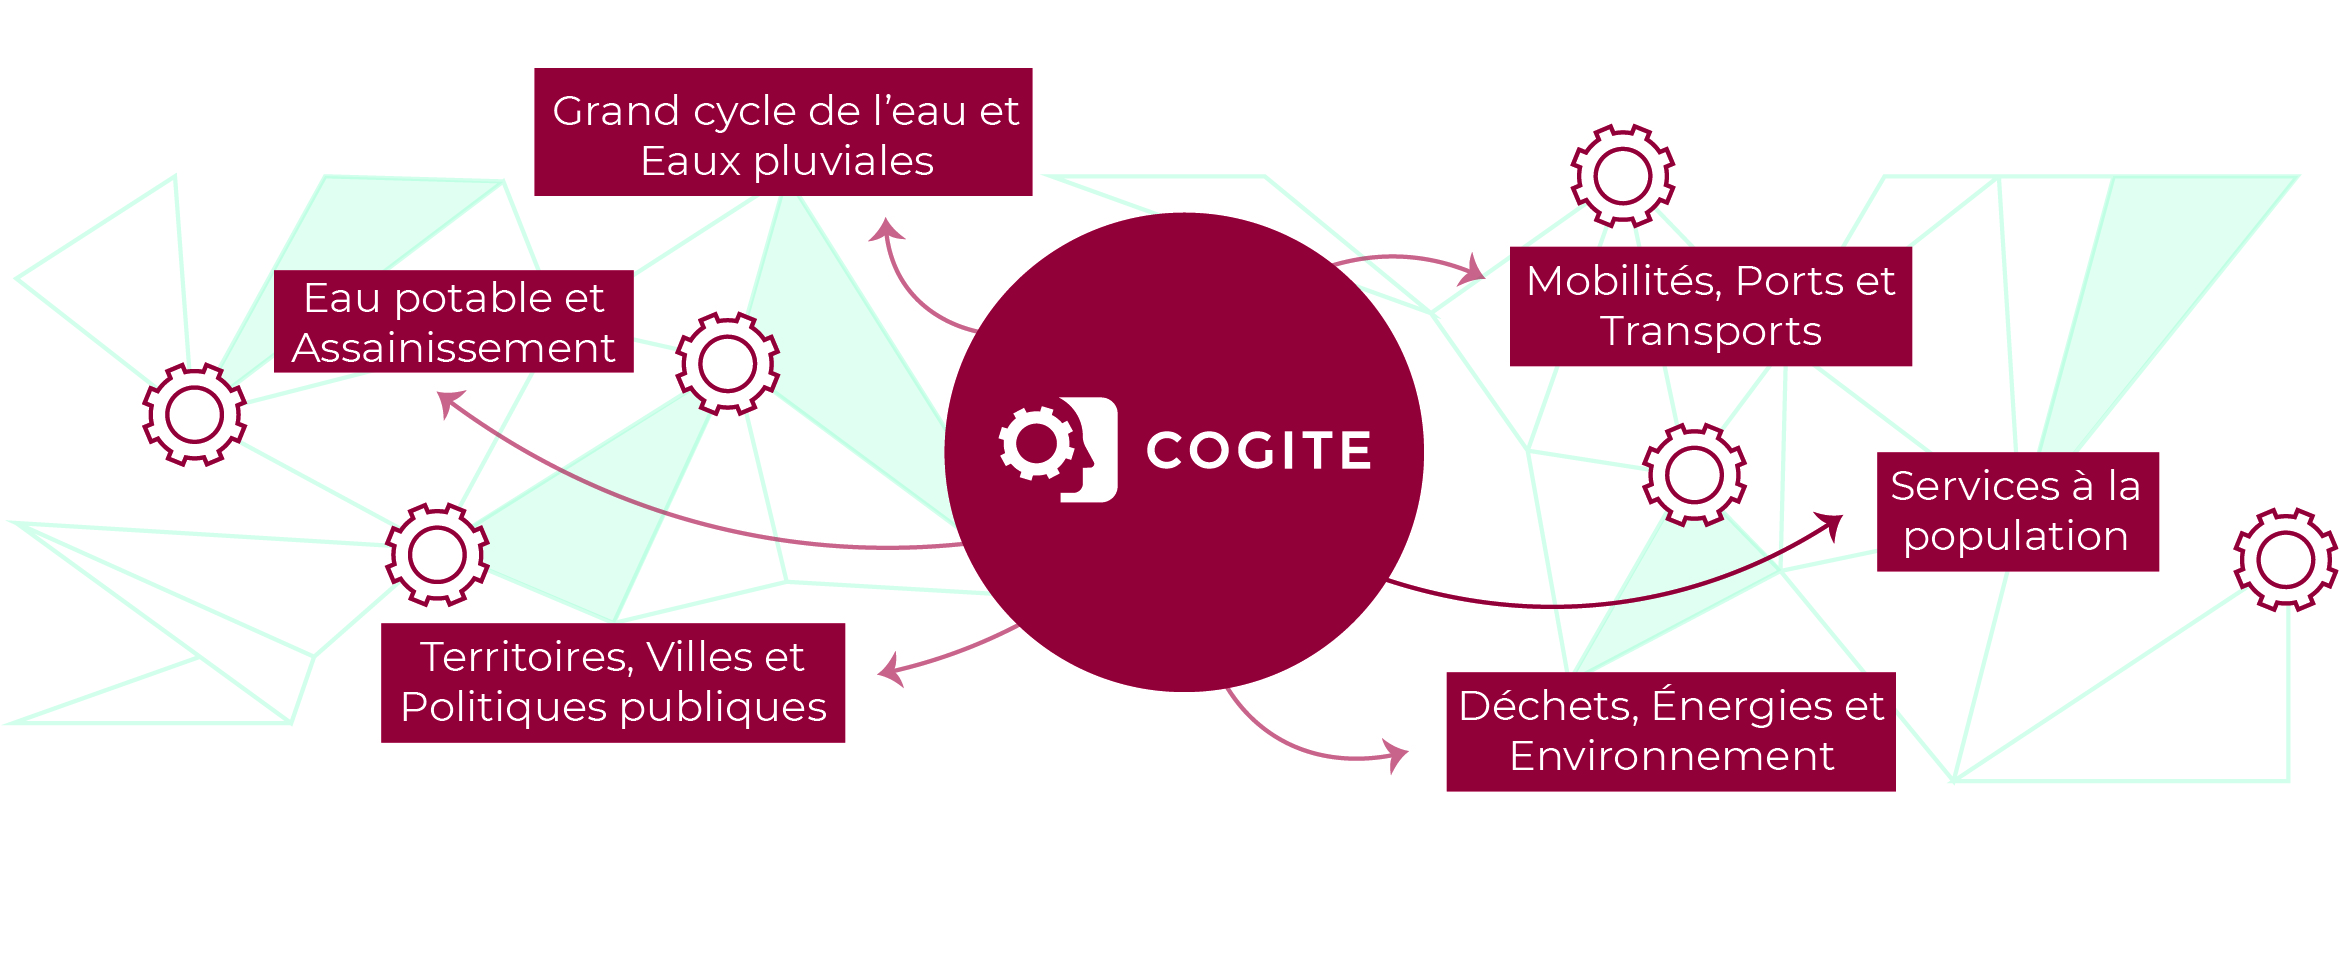 Grand cycle de l’eau et
Eaux pluviales
Eau potable et
Assainissement
Territoires, Villes et
Politiques publiques
COGITE
Mobilités, Ports et
Transports
Services à la
population
Déchets, Énergies et
Environnement